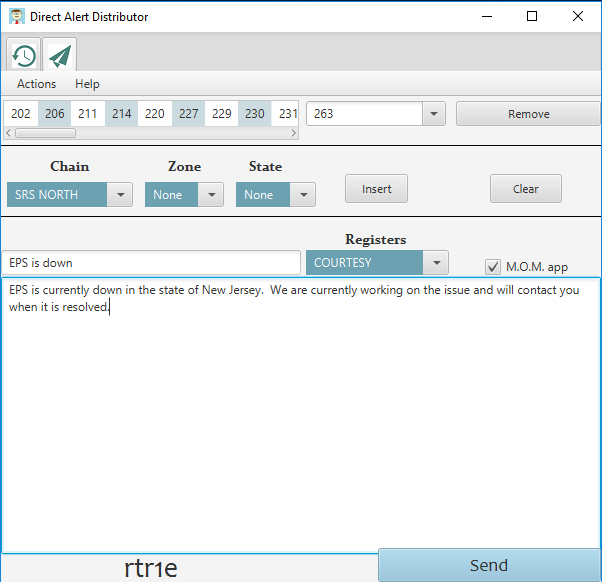 Direct Alert Distributor
Actions Help
202 206 211 214 220 227 229 230 231 263 Remove
Chain Zone State
SRS NORTH None None Insert Clear
Registers
EPS is down COURTESY M.O.M. app
EPS is currently down in the state of New Jersey.  We are currently working on the issue and will contact you
when it is resolved.
rtr1e Send